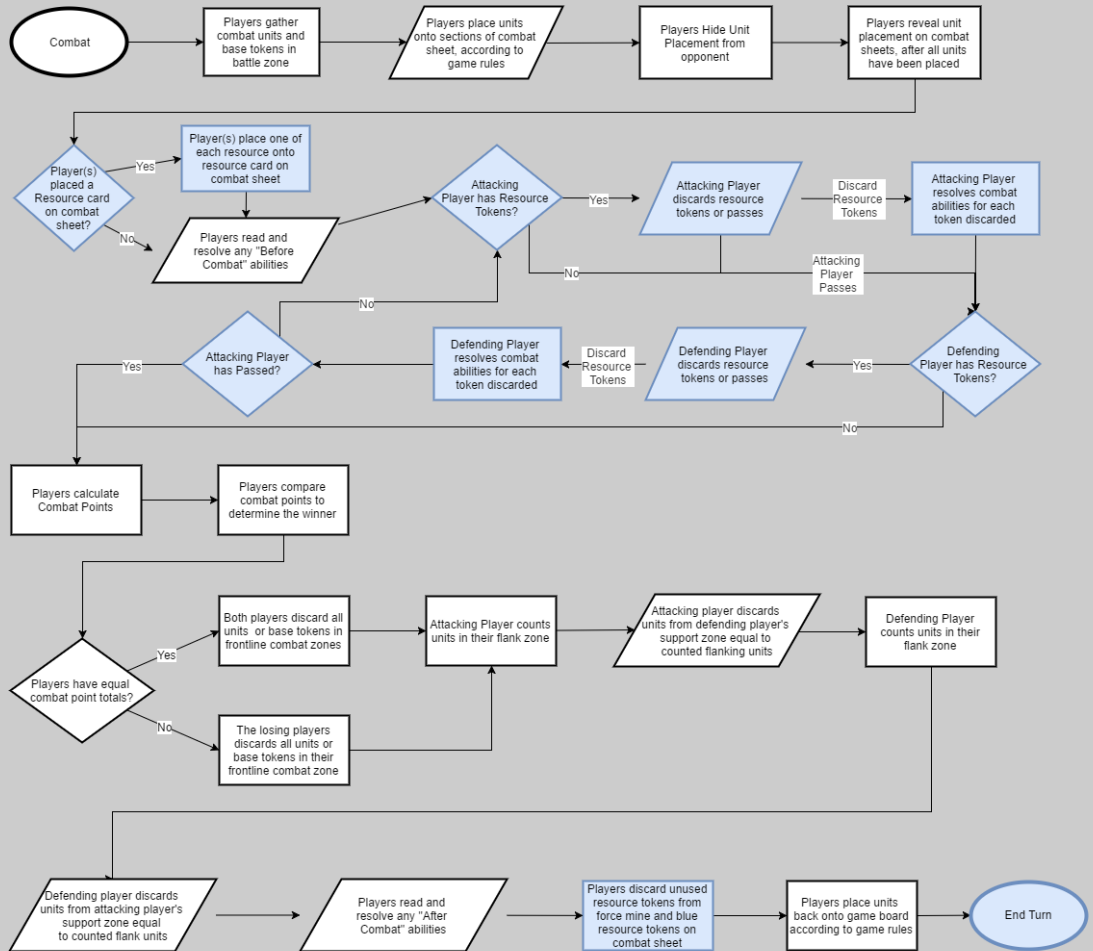 Combat
Players gather
combat units and
base tokens in
battle zone
Players place units
onto sections of combat
sheet, according to
game rules
Players Hide Unit
Placement from
opponent
Players reveal unit
placement on combat
sheets, after all units
have been placed
Player(s)
placed a
Resource card
on combat
sheet?
Yes
No
Player(s) place one of
each resource onto
resource card on
combat sheet
Players read and
resolve any "Before
Combat" abilities
Attacking
Player has Resource
Tokens?
Yes
No
Attacking Player
discards resource
tokens or passes
Discard
Resource
Tokens
Attacking Player
resolves combat
abilities for each
token discarded
Attacking
Player
Passes
No
Attacking Player
has Passed?
Yes
Defending Player
resolves combat
abilities for each
token discarded
Discard
Resource
Tokens
Defending Player
discards resource
tokens or passes
Yes
Defending
Player has Resource
Tokens?
No
Players calculate
Combat Points
Players compare
combat points to
determine the winner
Players have equal
combat point totals?
Yes
No
Both players discard all
units or base tokens in
frontline combat zones
The losing players
discards all units or
base tokens in their
frontline combat zone
Attacking Player counts
units in their flank zone
Attacking player discards
units from defending player's
support zone equal to
counted flanking units
Defending Player
counts units in their
flank zone
Defending player discards
units from attacking player's
support zone equal
to counted flank units
Players read and
resolve any "After
Combat" abilities
Players discard unused
resource tokens from
force mine and blue
resource tokens on
combat sheet
Players place units
back onto game board
according to game rules
End Turn